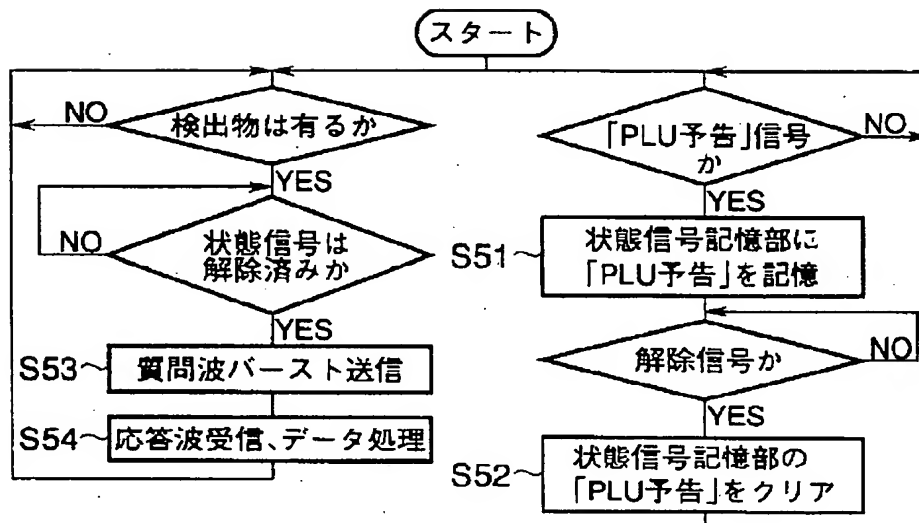 スタート
NO
検出物は有るか
YES
NO
状態信号は
解除済みか
YES
S53
質問波バースト送信
S54
応答波受信、データ処理
「PLU予告」信号
か
NO
YES
S51
状態信号記憶部に
「PLU予告」を記憶
解除信号か
NO
YES
S52
状態信号記憶部の
「PLU予告」をクリア